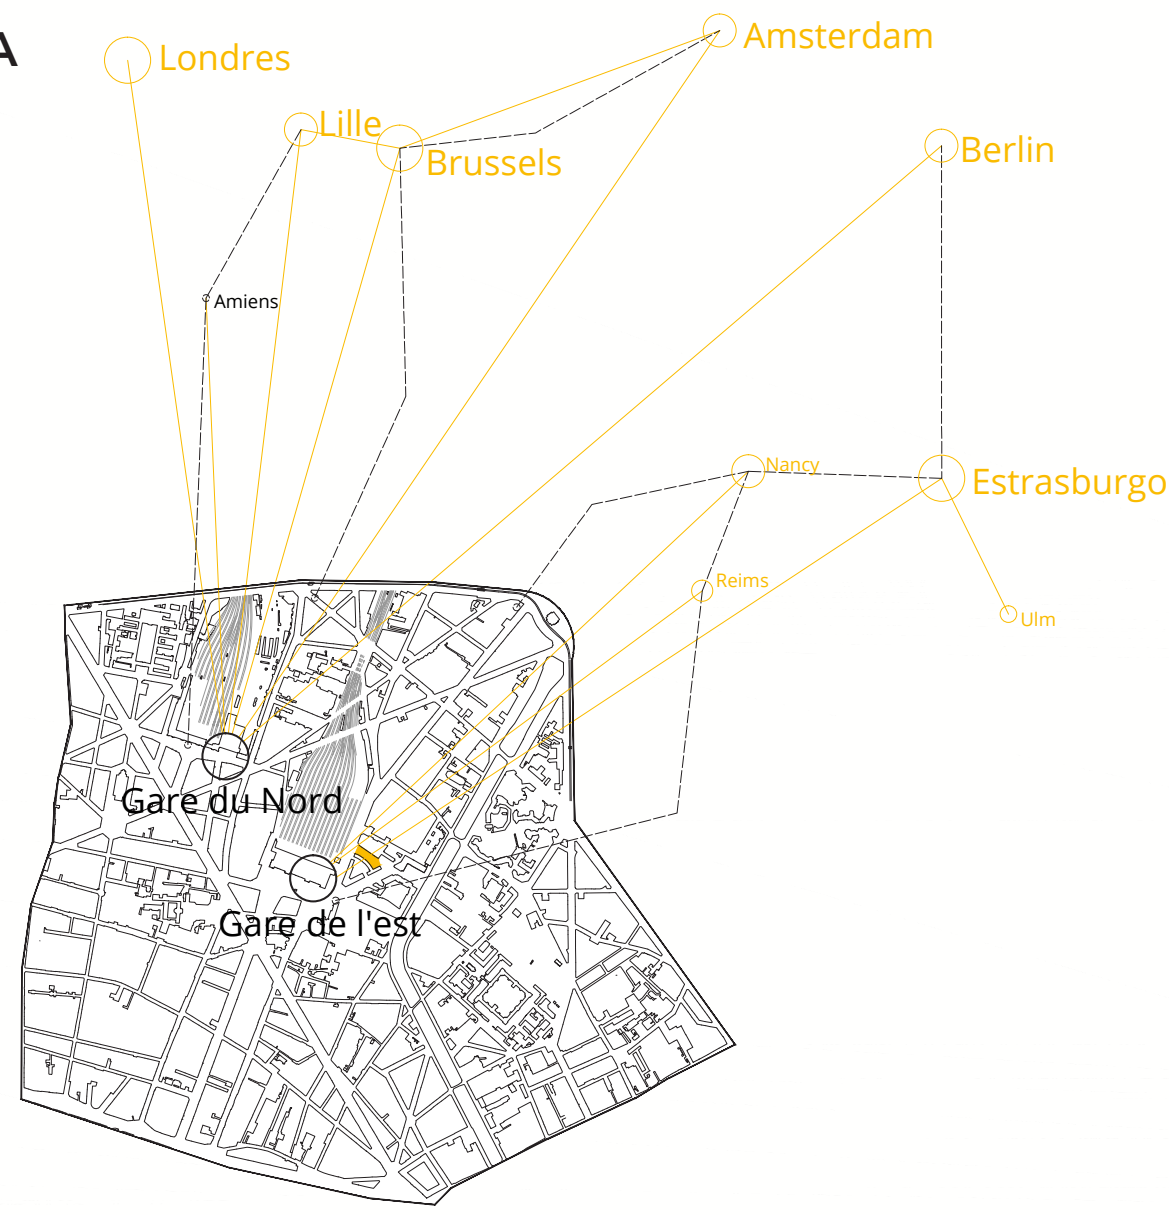 A
Londres
Amsterdam
Lille
Brussels
Berlin
Amiens
Nancy
Estrasburgo
Reims
Ulm
Gare du Nord
Gare de l'est